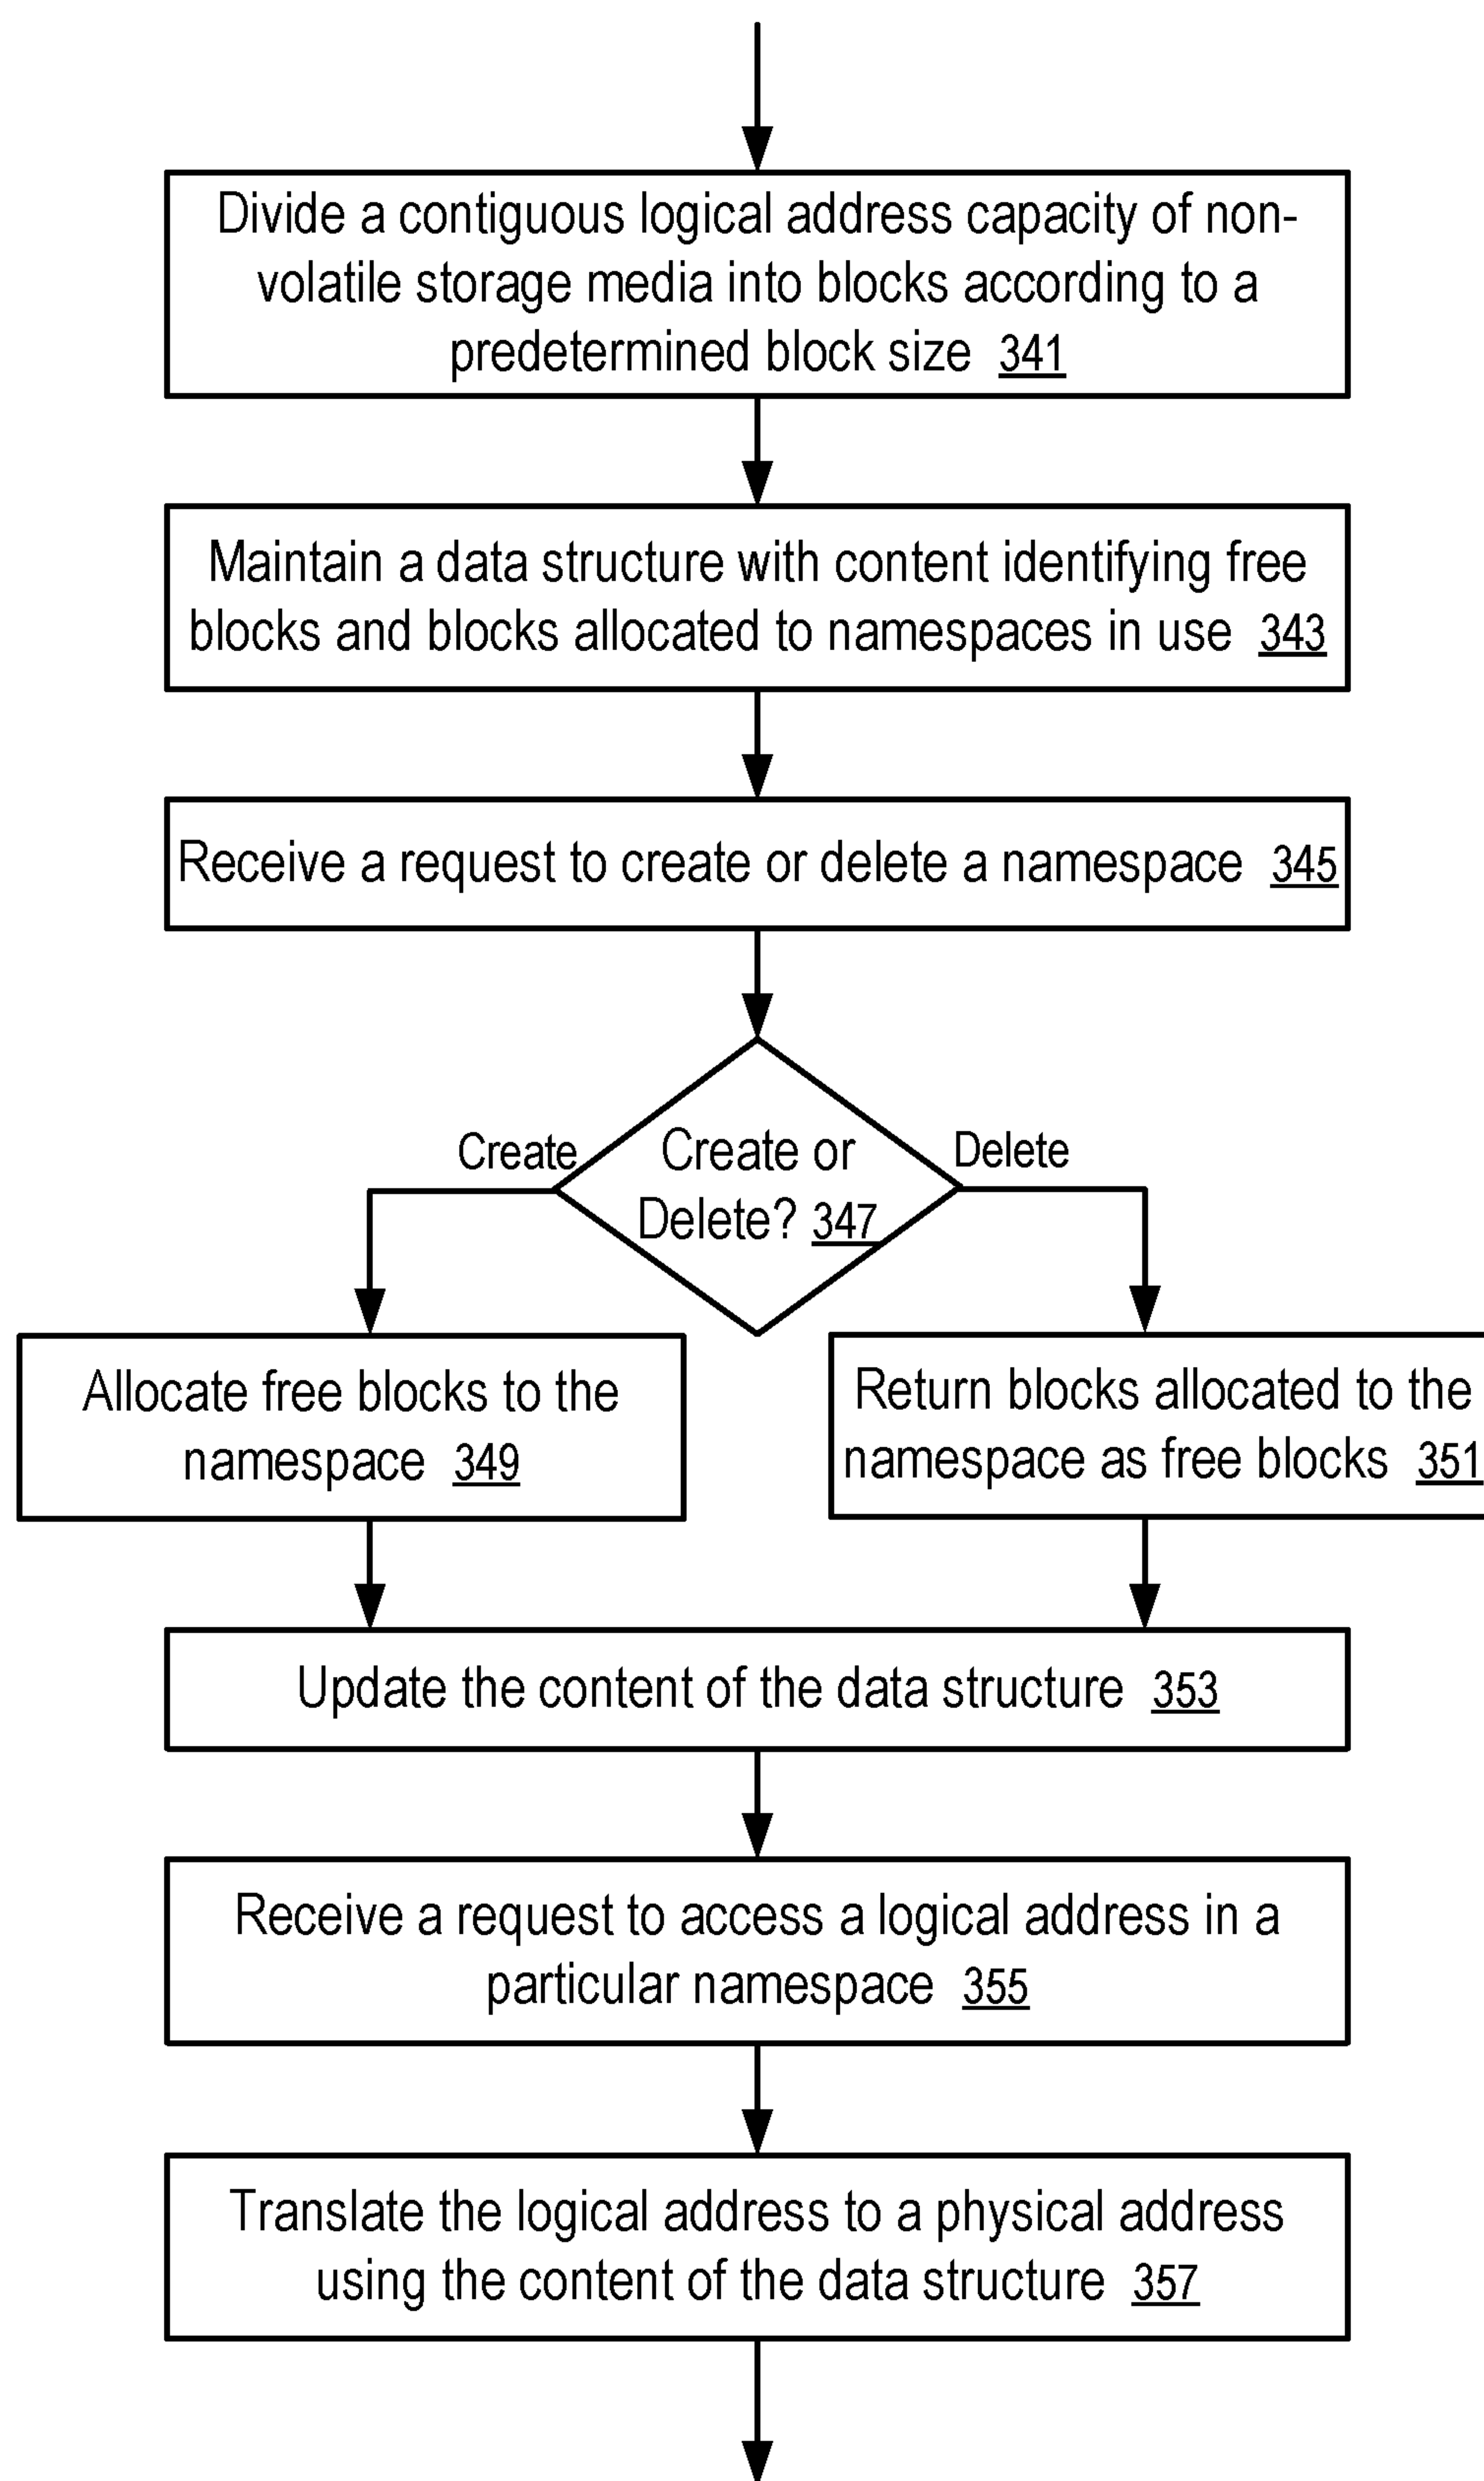 Divide a contiguous logical address capacity of non-
volatile storage media into blocks according to a
predetermined block size 341
Maintain a data structure with content identifying free
blocks and blocks allocated to namespaces in use 343
Receive a request to create or delete a namespace 345
Create
Create or
Delete? 347
Delete
Allocate free blocks to the
namespace 349
Return blocks allocated to the
namespace as free blocks 351
Update the content of the data structure 353
Receive a request to access a logical address in a
particular namespace 355
Translate the logical address to a physical address
using the content of the data structure 357